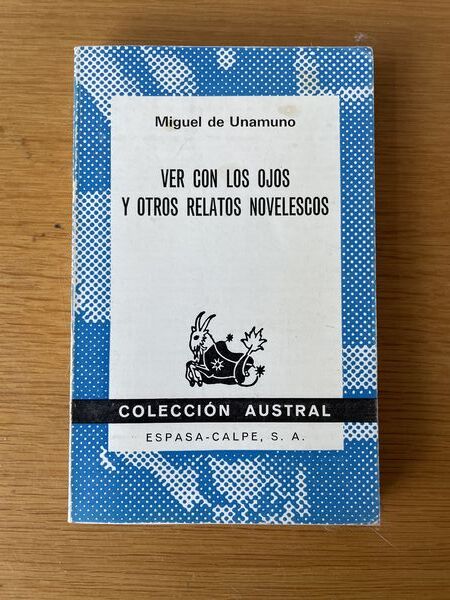 Miguel de Unamuno
VER CON LOS OJOS
Y OTROS RELATOS NOVELESCOS
COLECCIÓN AUSTRAL
ESPASA-CALPE, S. A.